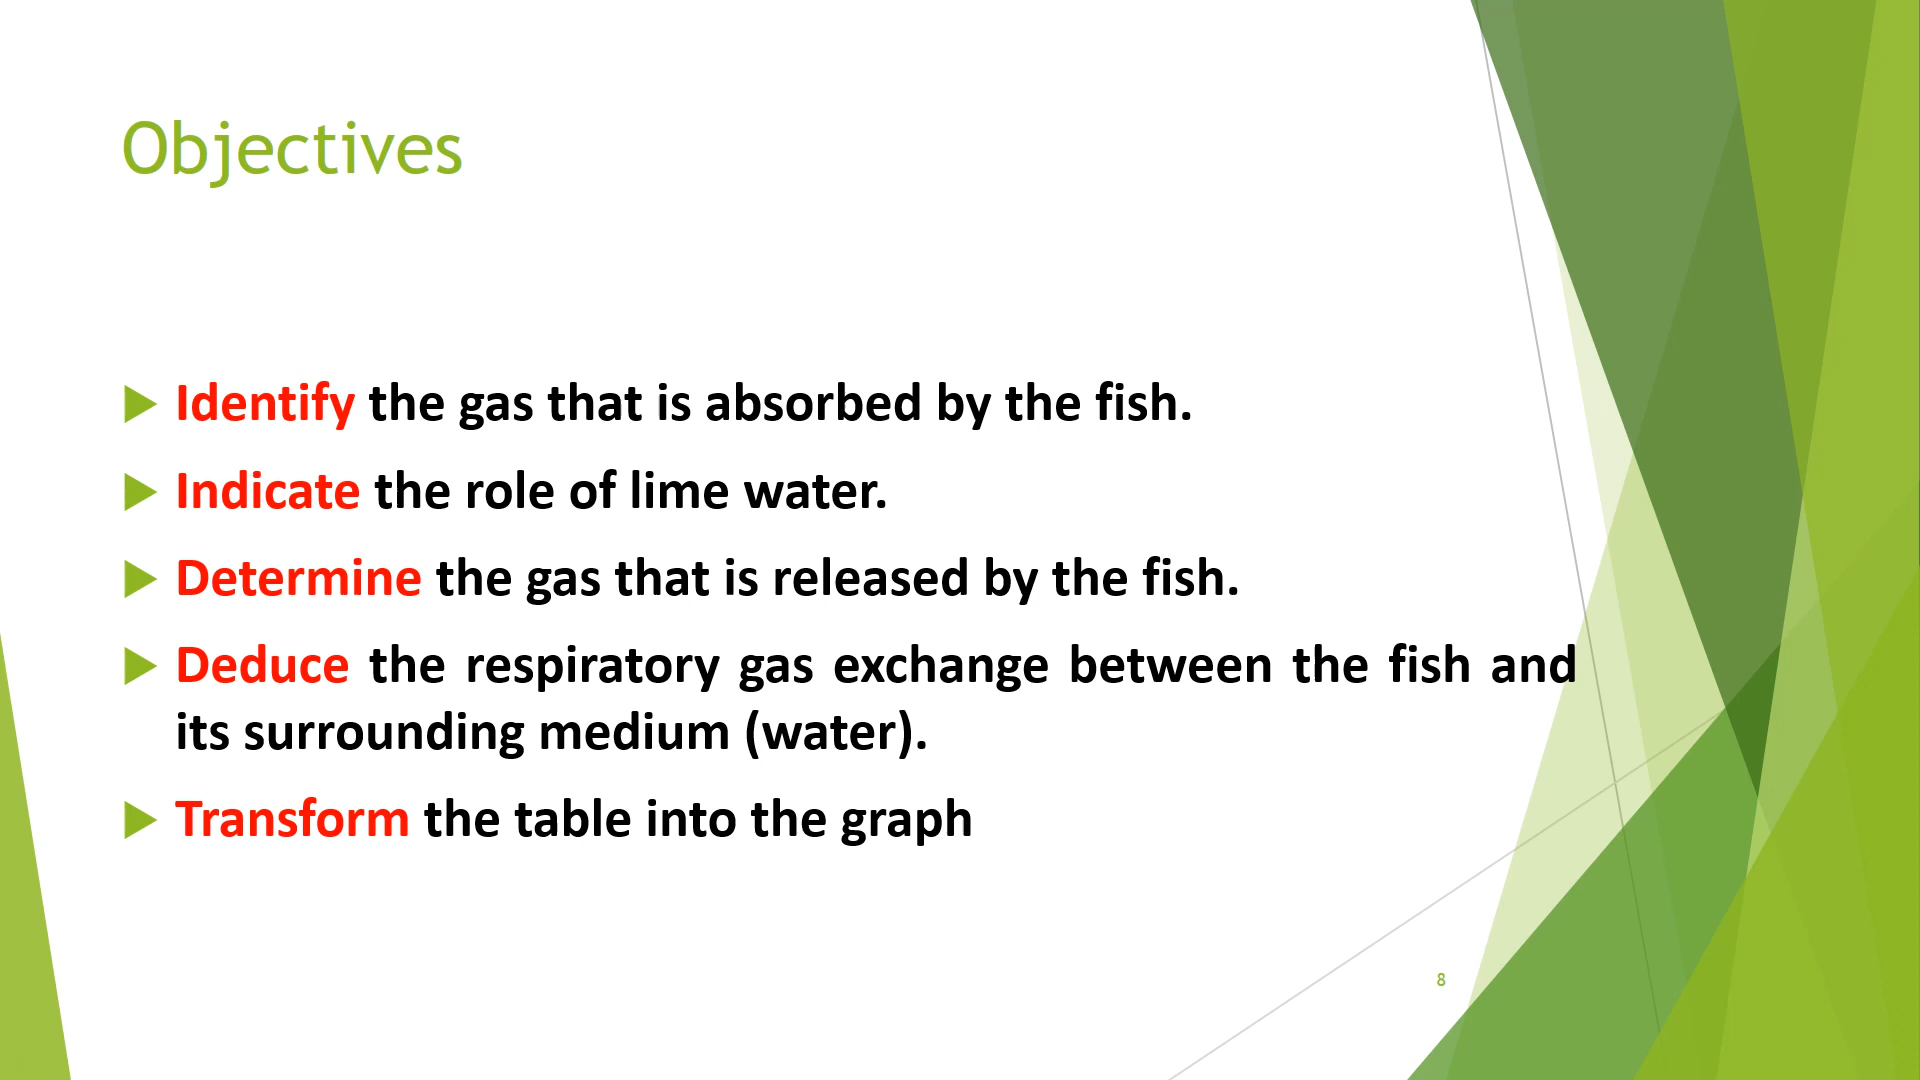 Objectives
Identify the gas that is absorbed by the fish.
Indicate the role of lime water.
Determine the gas that is released by the fish.
Deduce the respiratory gas exchange between the fish and
its surrounding medium (water).
Transform the table into the graph
8